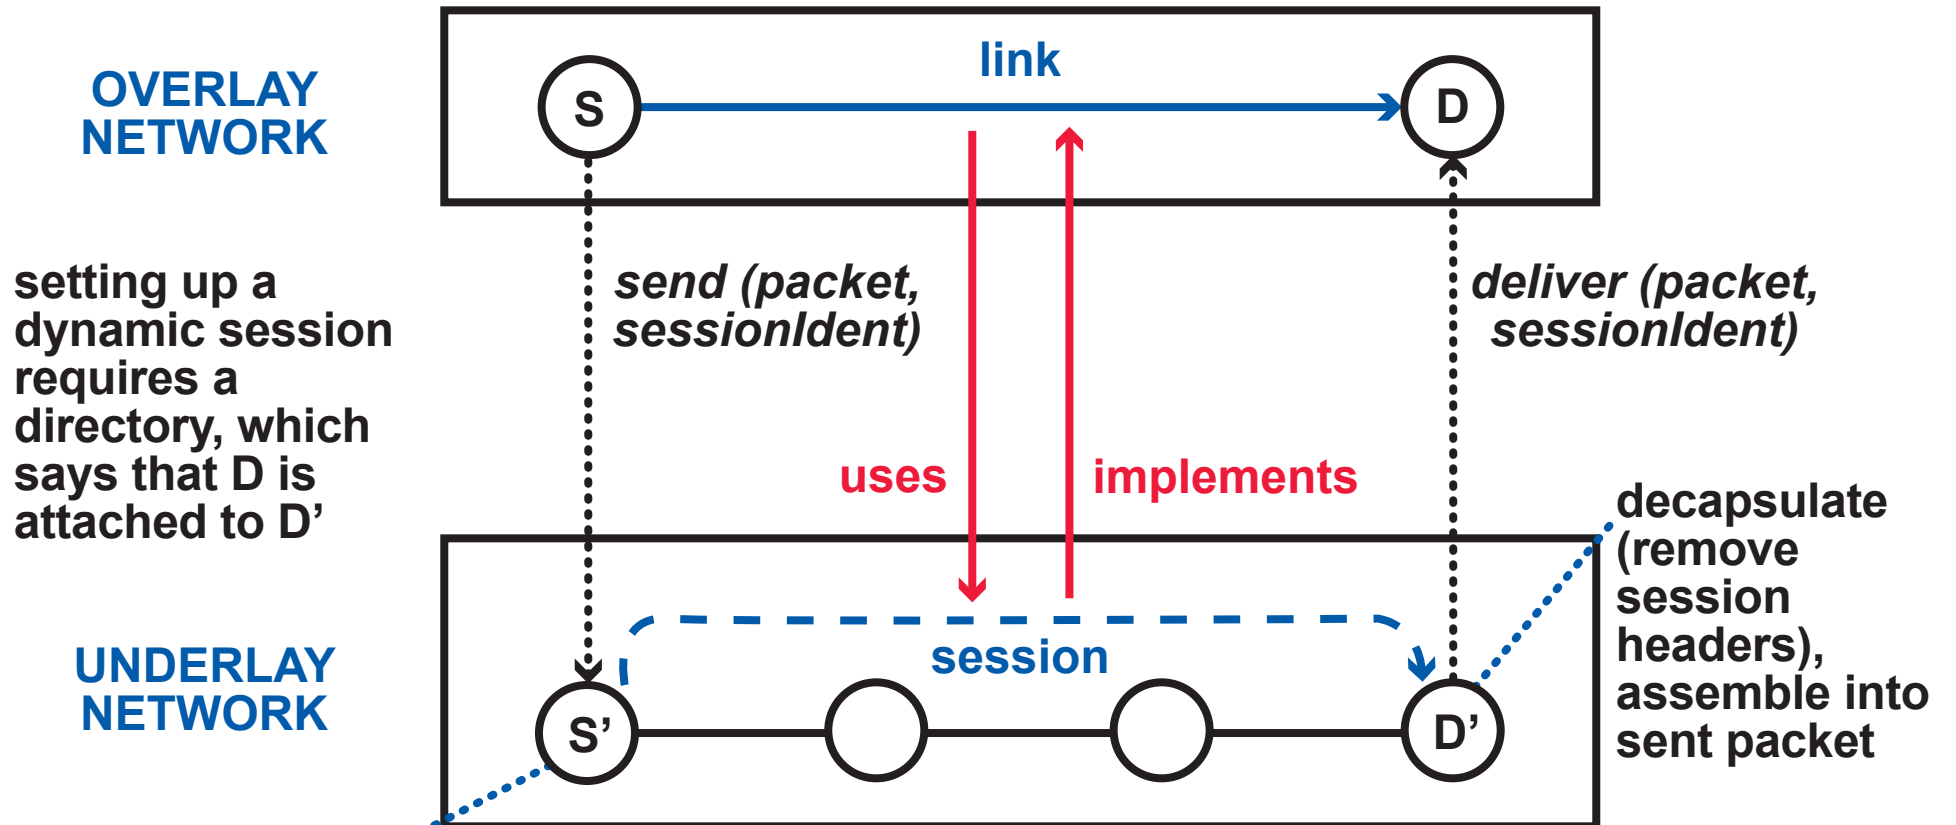 OVERLAY
NETWORK
link
S
D
setting up a
dynamic session
requires a
directory, which
says that D is
attached to D’
send (packet,
sessionIdent)
deliver (packet,
sessionIdent)
uses
implements
decapsulate
(remove
session
headers),
assemble into
sent packet
UNDERLAY
NETWORK
session
S’
D’